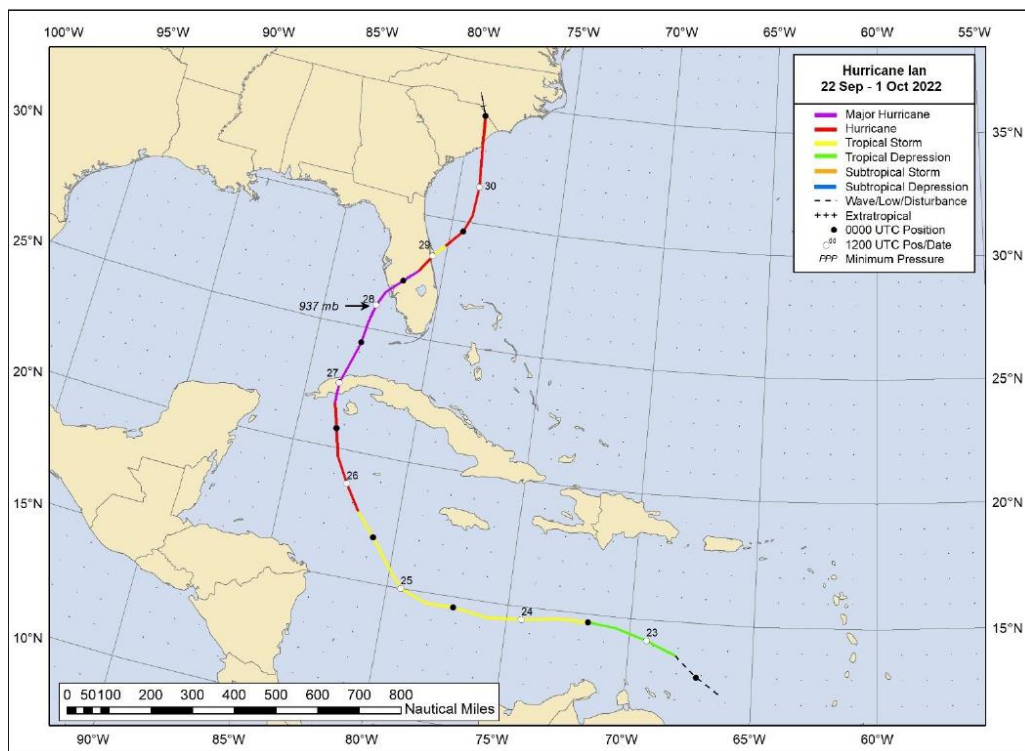 100°W 95°W 90°W 85°W 80°W 75°W 70°W 65°W 60°W 55°W
Hurricane Ian
22 Sep - 1 Oct 2022
Major Hurricane
Hurricane
Tropical Storm
Tropical Depression
Subtropical Storm
Subtropical Depression
Wave/Low/Disturbance
+++ Extratropical
0000 UTC Position
00 1200 UTC Pos/Date
PPP Minimum Pressure
30°N
35°N
30
25°N
29
30°N
937 mb
28
20°N
27
25°N
26
15°N
20°N
25
24
23
10°N
15°N
0 50 100 200 300 400 500 600 700 800
Nautical Miles
90°W 85°W 80°W 75°W 70°W 65°W 60°W